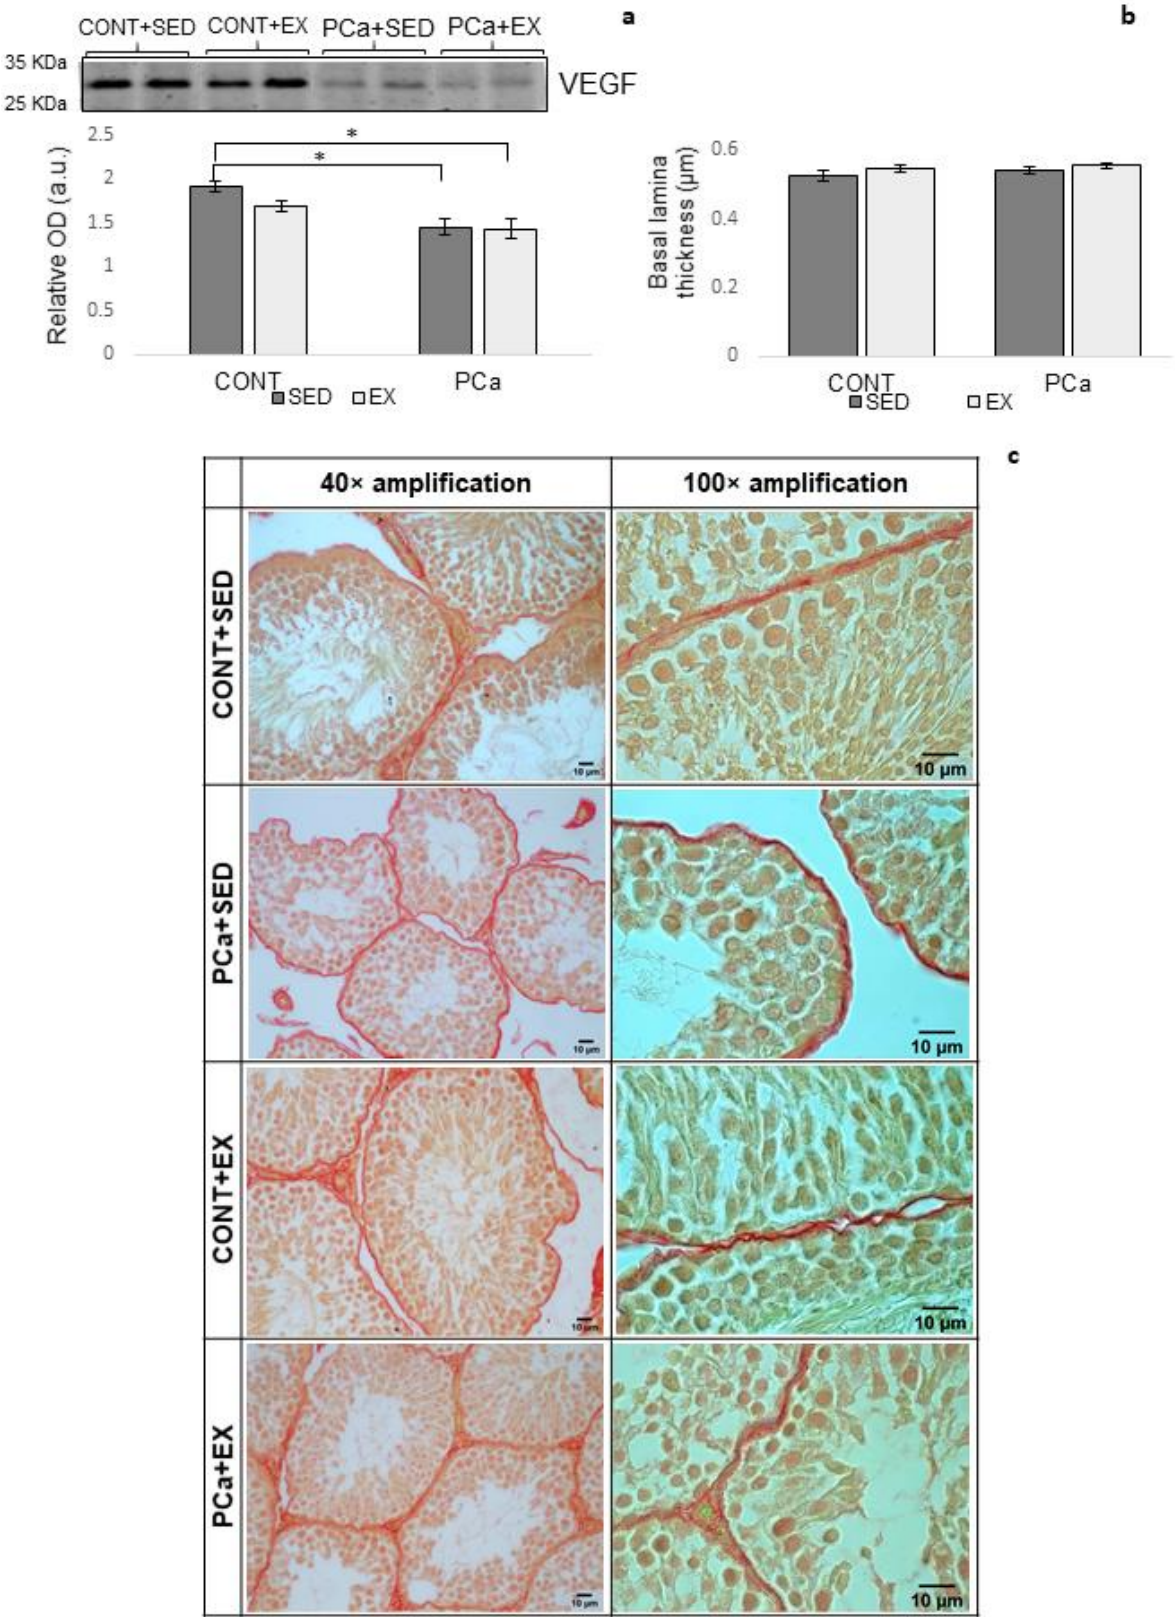 a
b
CONT+SED CONT+EX PCa+SED PCa+EX
35 KDa
25 KDa
VEGF
Relative OD (a.u.)
2.5
2
1.5
1
0.5
0
*
*
CONT PCa
SED EX
Basal lamina
thickness (µm)
0.6
0.4
0.2
0
CONT PCa
SED EX
c
40× amplification 100× amplification
CONT+SED
10 µm 10 µm
PCa+SED
10 µm 10 µm
CONT+EX
10 µm 10 µm
PCa+EX
10 µm 10 µm